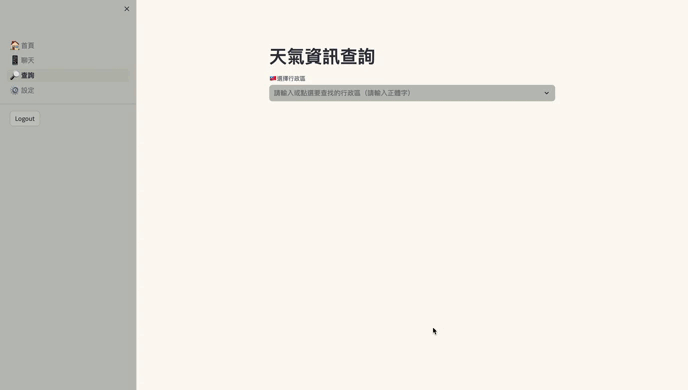 首頁
聊天
查詢
設定
Logout
天氣資訊查詢
選擇行政區
請輸入或點選要查找的行政區（請輸入正體字）